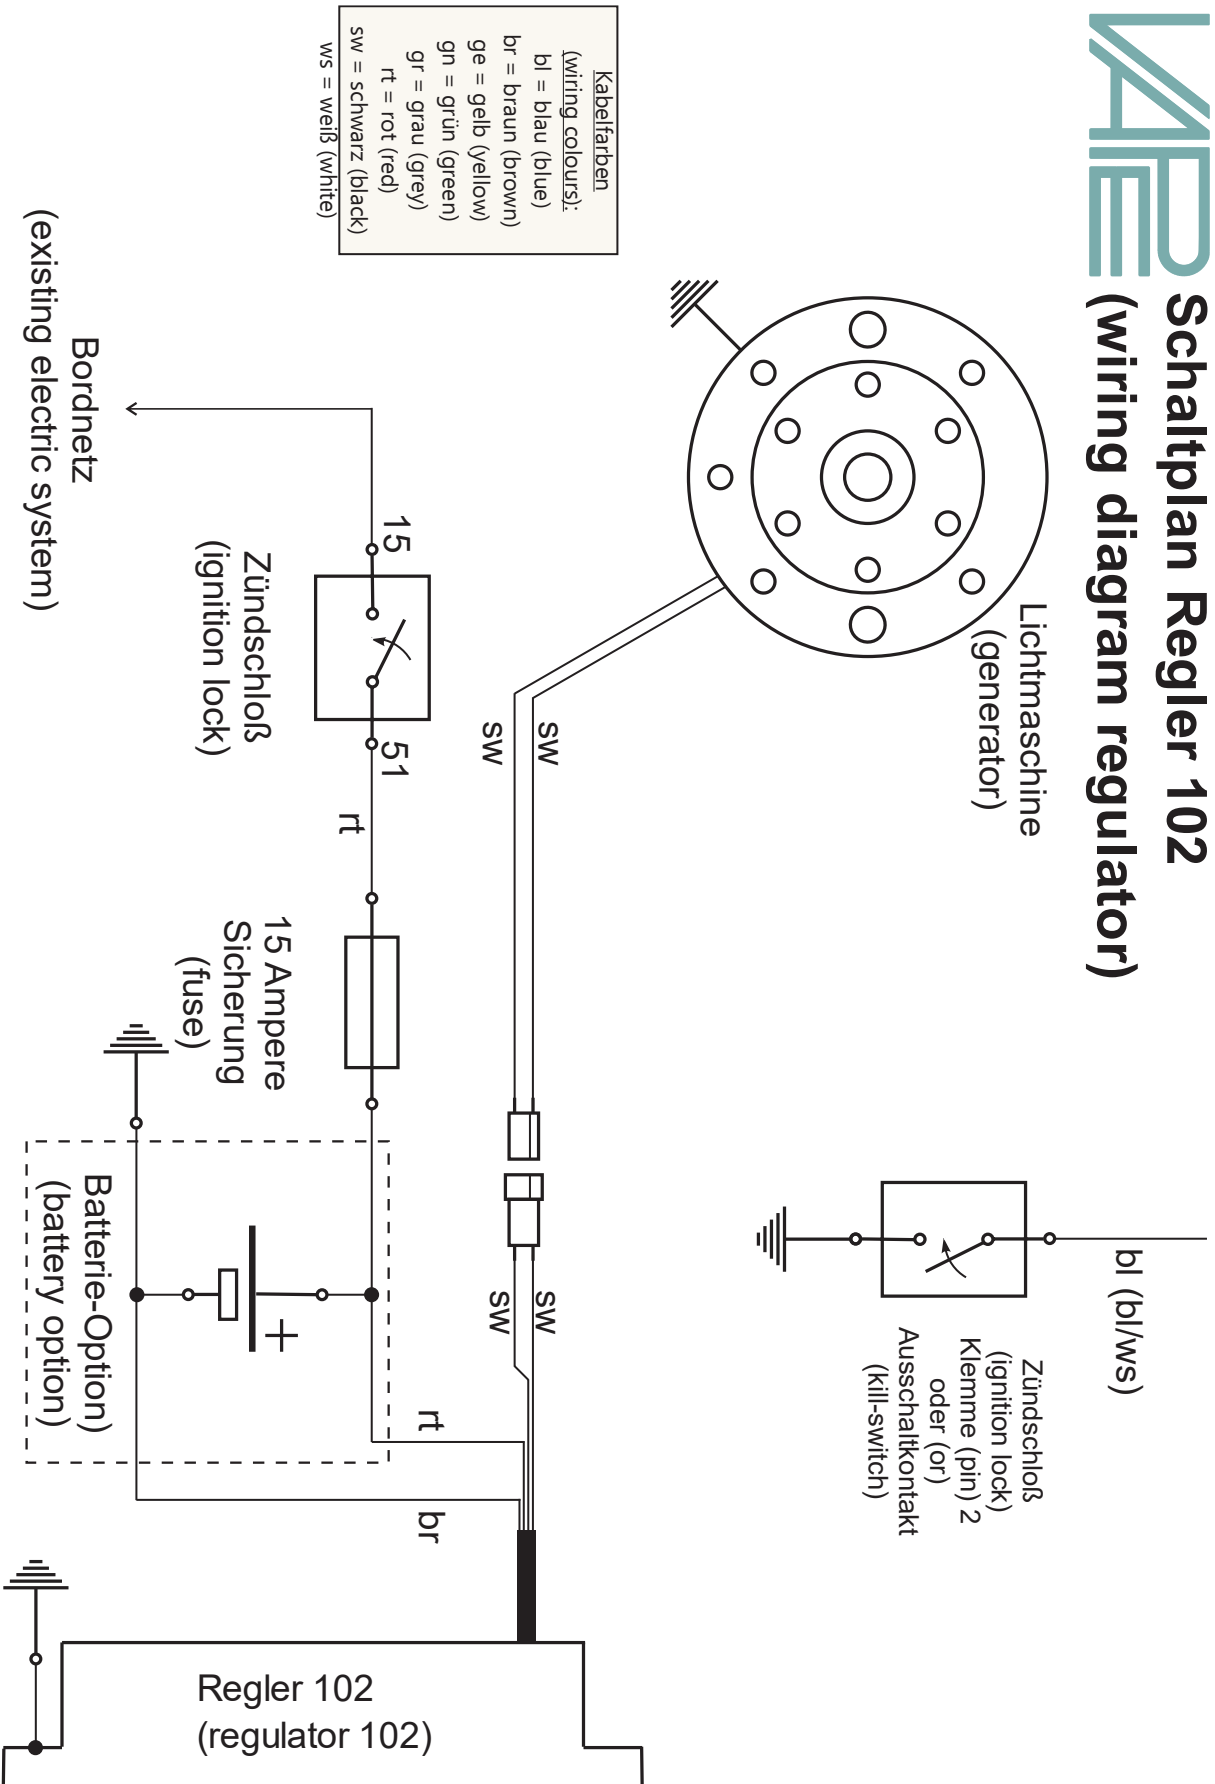 VAPE
Schaltplan Regler 102
(wiring diagram regulator)
Kabelfarben
(wiring colours):
bl = blau (blue)
br = braun (brown)
ge = gelb (yellow)
gn = grün (green)
gr = grau (grey)
rt = rot (red)
sw = schwarz (black)
ws = weiß (white)
Lichtmaschine
(generator)
bl (bl/ws)
Zündschloß
(ignition lock)
Klemme (pin) 2
oder (or)
Ausschaltkontakt
(kill-switch)
sw
sw
sw
sw
15
51
Zündschloß
(ignition lock)
rt
15 Ampere
Sicherung
(fuse)
Bordnetz
(existing electric system)
+
Batterie-Option)
(battery option)
rt
br
Regler 102
(regulator 102)